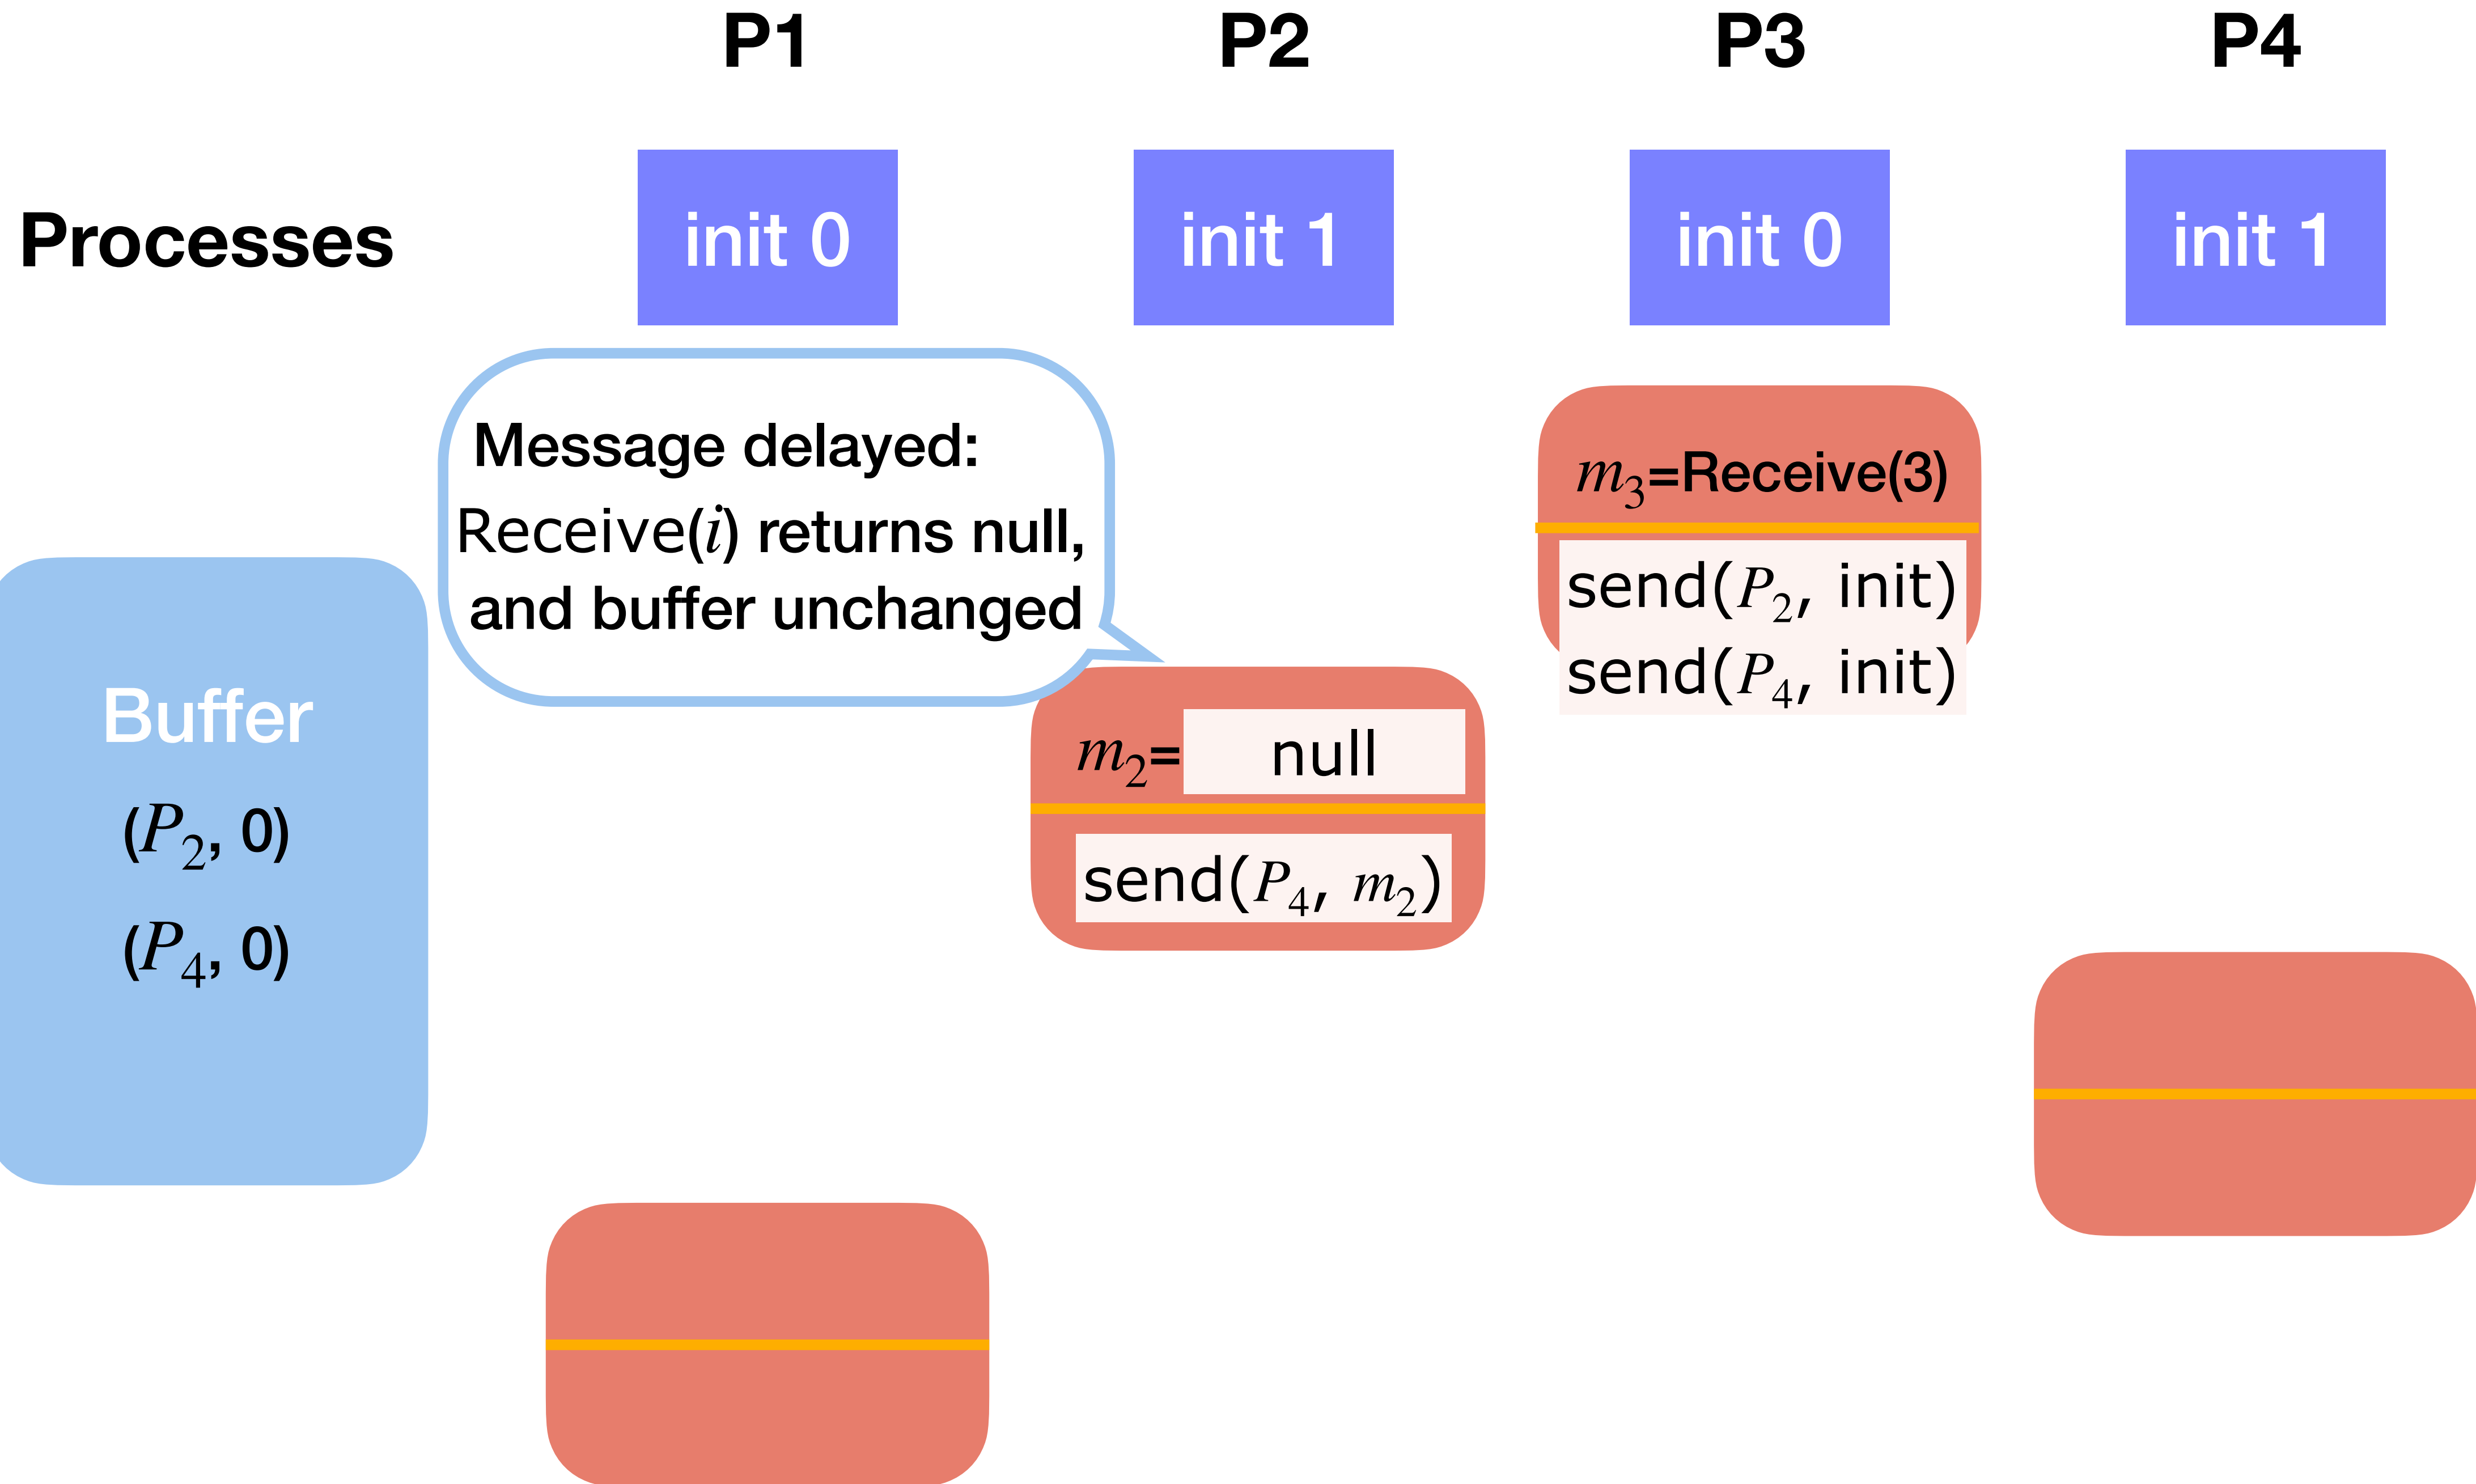 P1 P2 P3 P4
Processes init 0 init 1 init 0 init 1
Message delayed:
Receive(i) returns null,
and buffer unchanged
m₃=Receive(3)
send(P₂, init)
send(P₄, init)
Buffer
(P₂, 0)
(P₄, 0)
m₂= null
send(P₄, m₂)